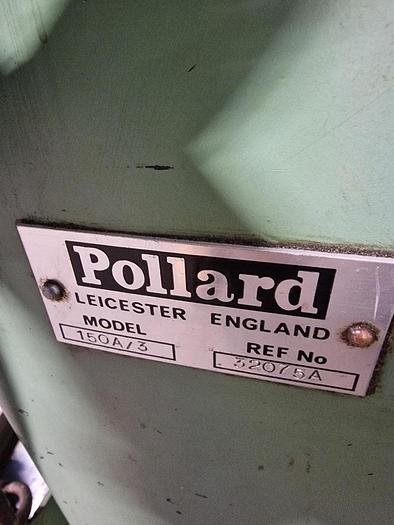 Pollard
LEICESTER ENGLAND
MODEL
150A/3
REF No
32075A